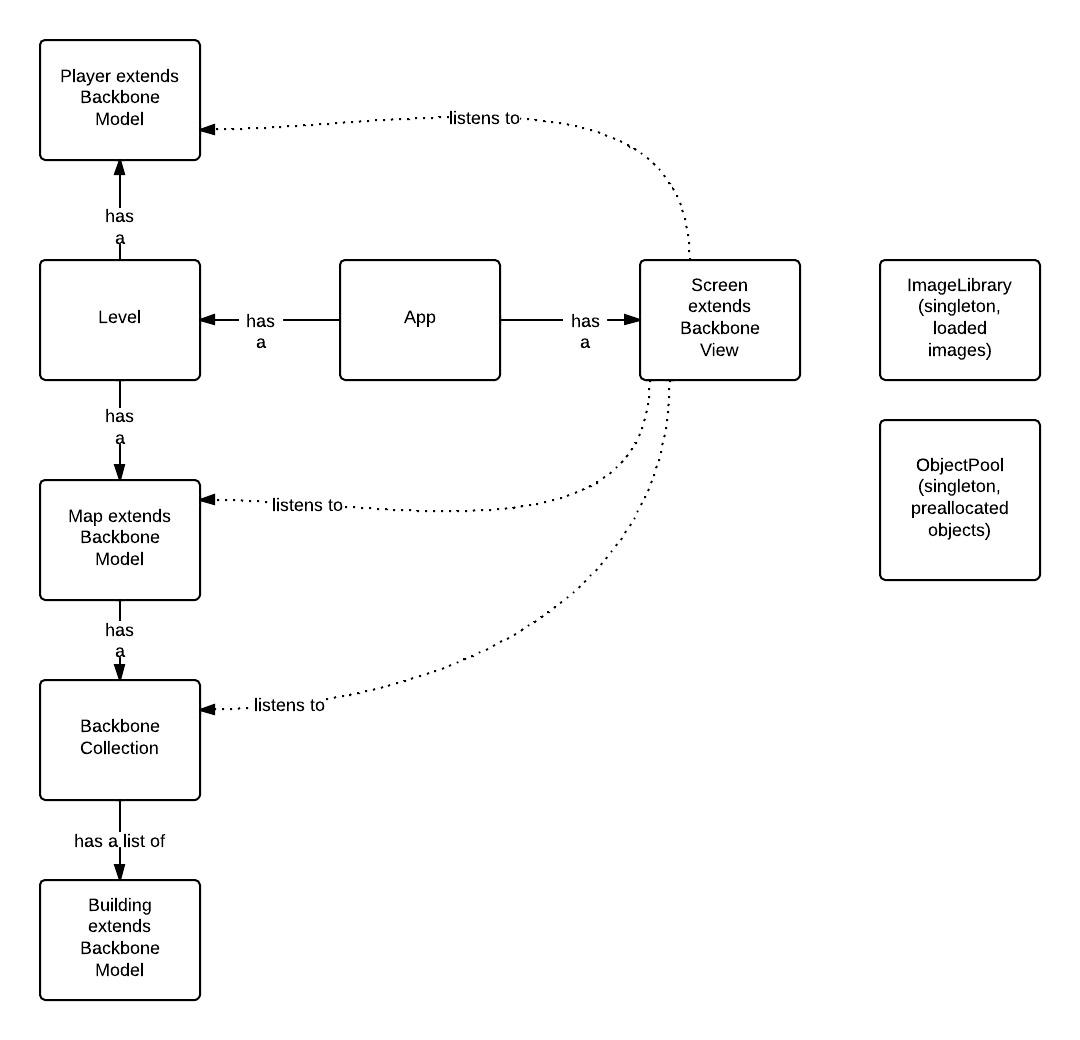 Player extends
Backbone
Model
listens to
has
a
Level
has
a
App
has
a
Screen
extends
Backbone
View
ImageLibrary
(singleton,
loaded
images)
has
a
ObjectPool
(singleton,
preallocated
objects)
Map extends
Backbone
Model
listens to
has
a
Backbone
Collection
listens to
has a list of
Building
extends
Backbone
Model